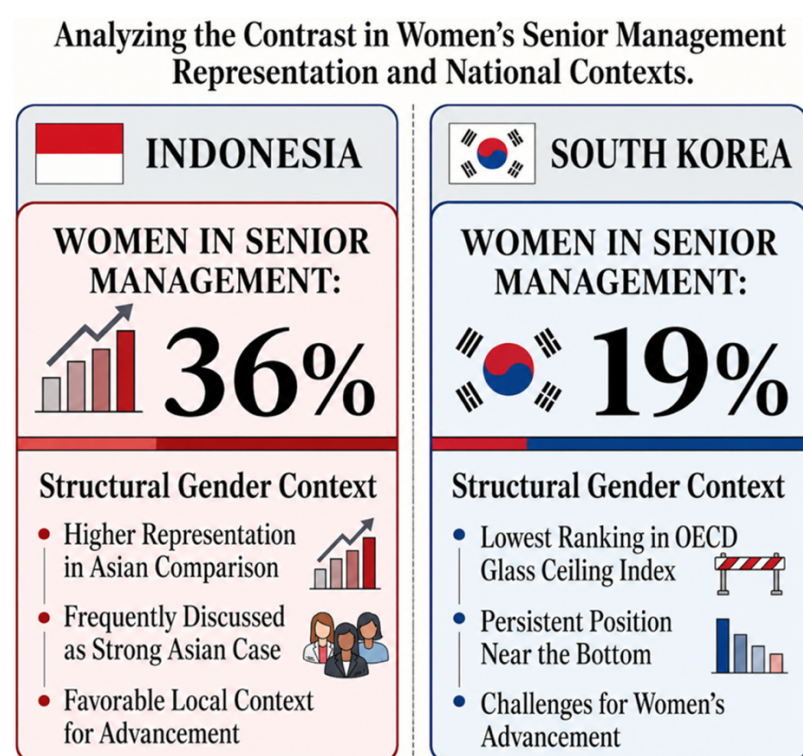 Analyzing the Contrast in Women's Senior Management
Representation and National Contexts.
INDONESIA
WOMEN IN SENIOR
MANAGEMENT:
36%
Structural Gender Context
Higher Representation
in Asian Comparison
Frequently Discussed
as Strong Asian Case
Favorable Local Context
for Advancement
SOUTH KOREA
WOMEN IN SENIOR
MANAGEMENT:
19%
Structural Gender Context
Lowest Ranking in OECD
Glass Ceiling Index
Persistent Position
Near the Bottom
Challenges for Women's
Advancement